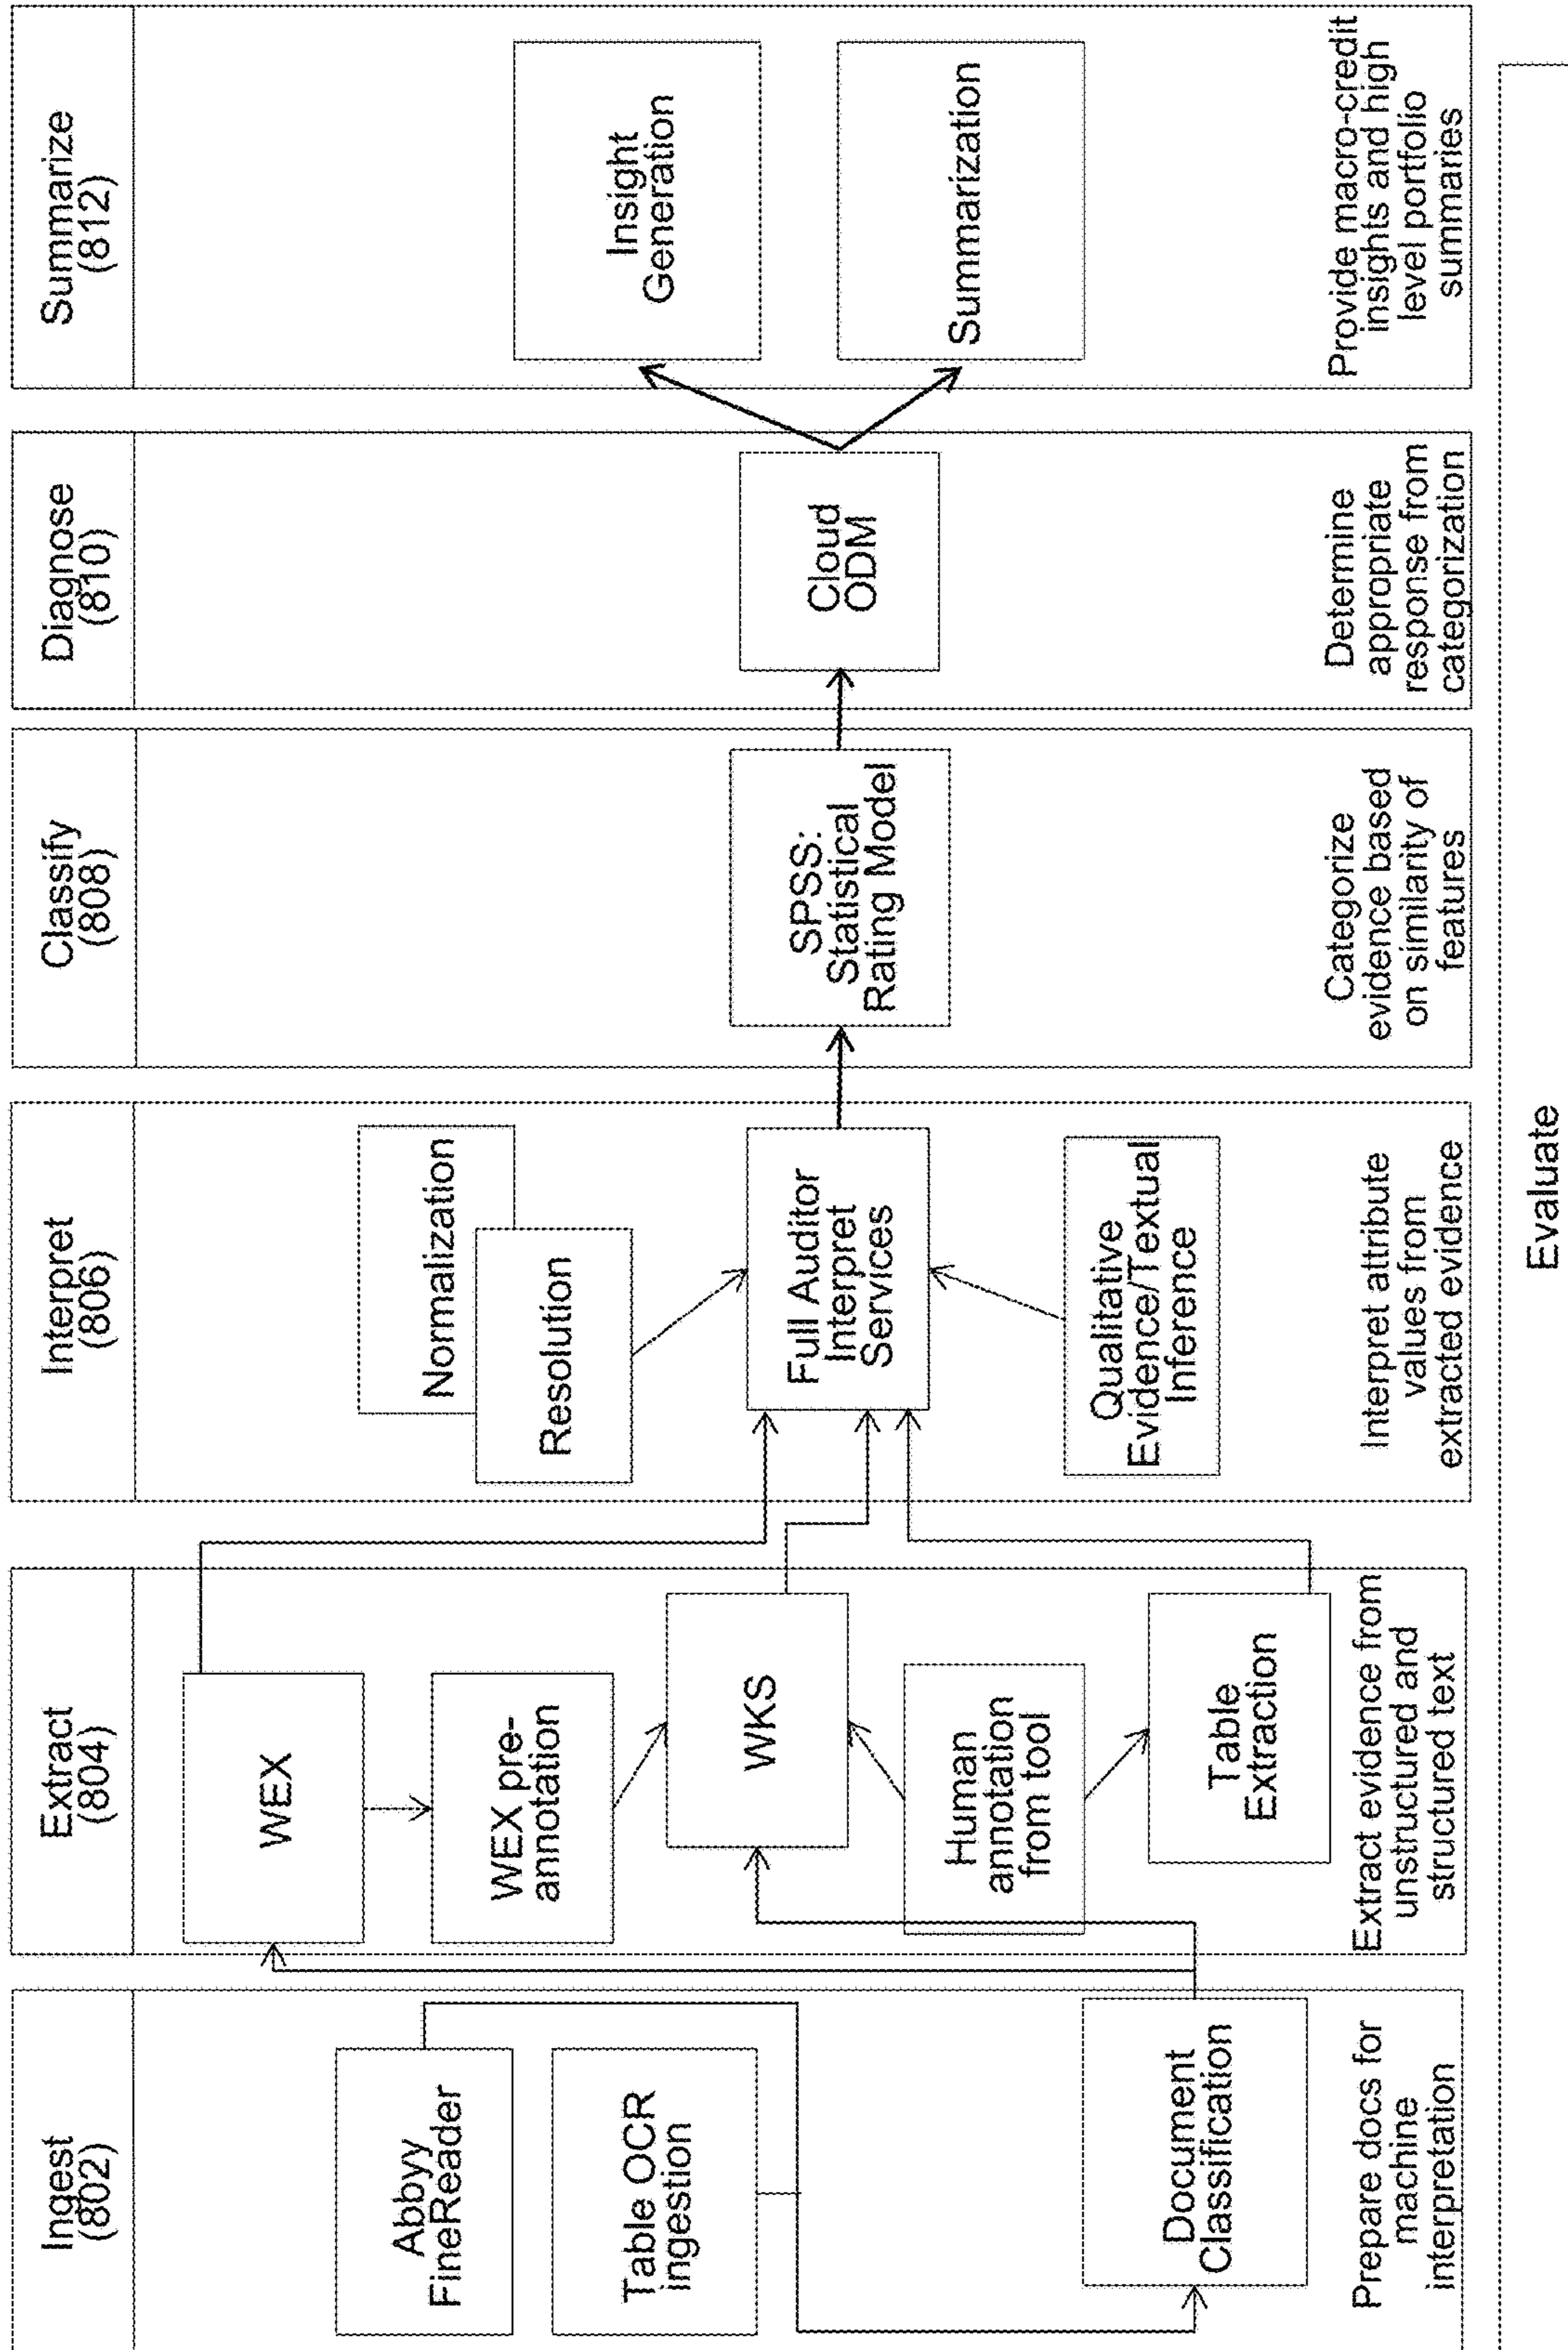 Ingest
(802)
Abbyy
FineReader
Table OCR
ingestion
Document
Classification
Prepare docs for
machine
interpretation
Extract
(804)
WEX
WEX pre-
annotation
WKS
Human
annotation
from tool
Table
Extraction
Extract evidence from
unstructured and
structured text
Interpret
(806)
Normalization
Resolution
Full Auditor
Interpret
Services
Qualitative
Evidence/Textual
Inference
Interpret attribute
values from
extracted evidence
Classify
(808)
SPSS:
Statistical
Rating Model
Categorize
evidence based
on similarity of
features
Diagnose
(810)
Cloud
ODM
Determine
appropriate
response from
categorization
Summarize
(812)
Insight
Generation
Summarization
Provide macro-credit
insights and high
level portfolio
summaries
Evaluate